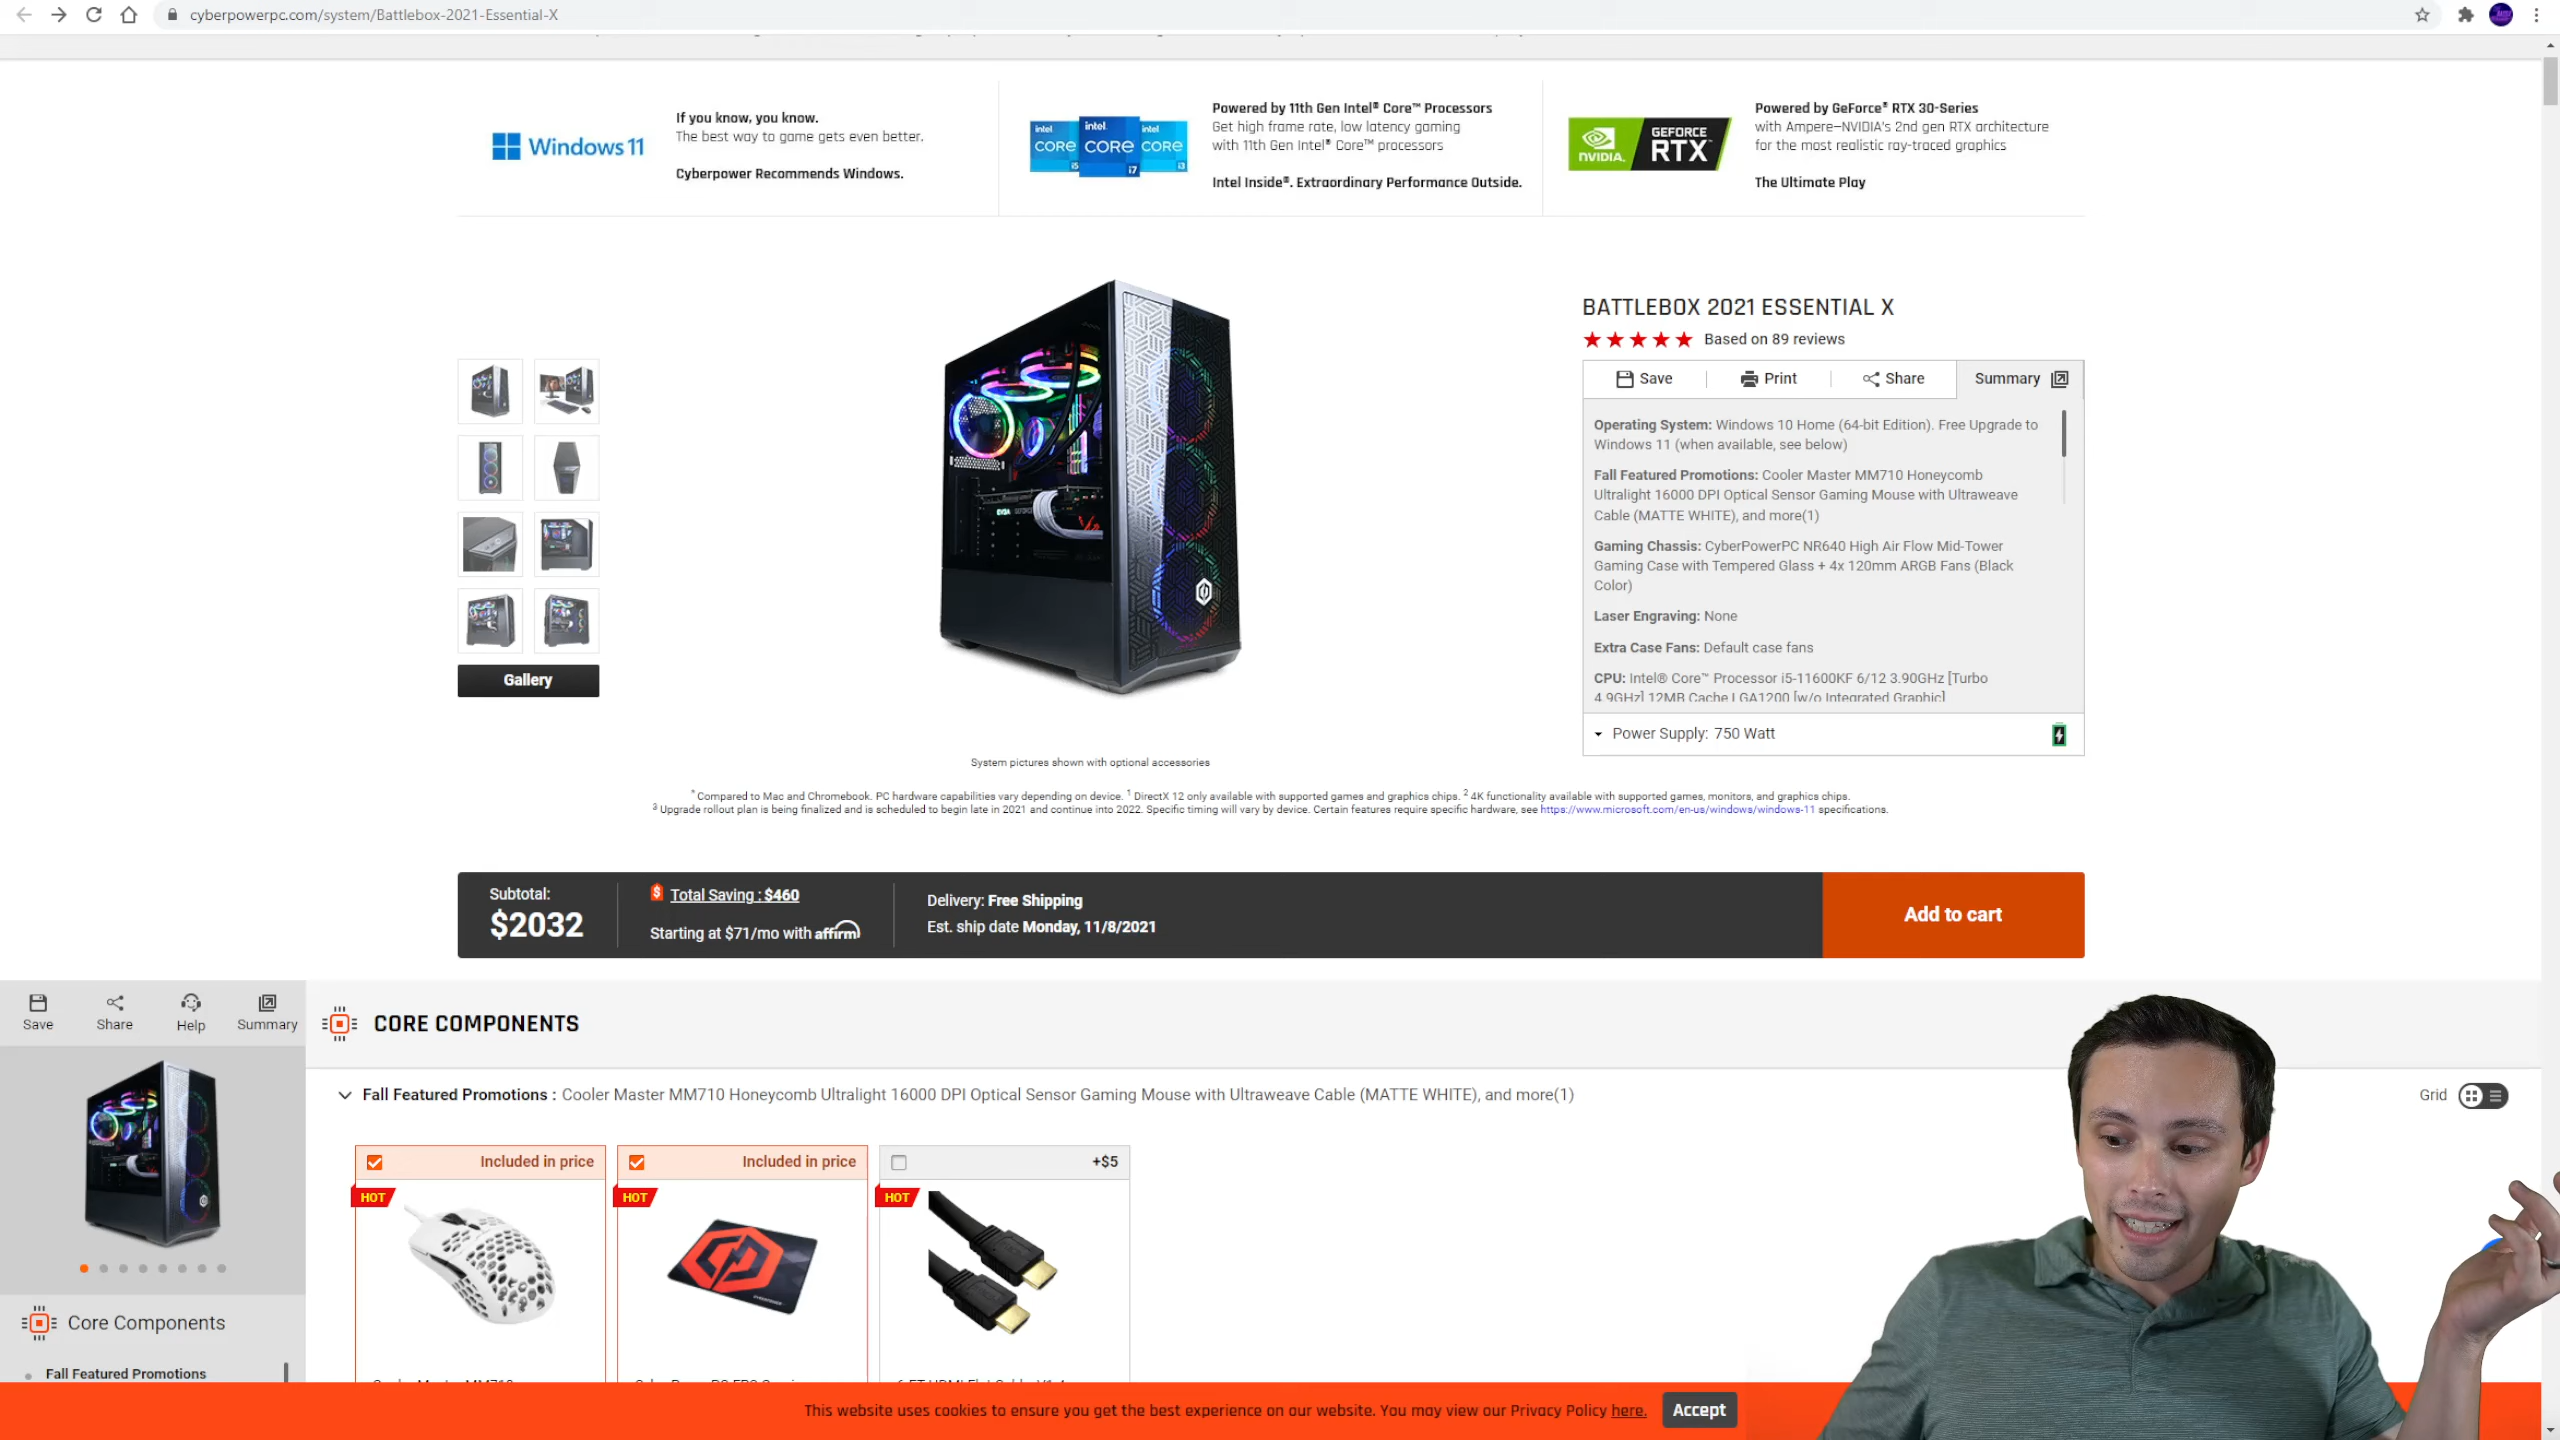 cyberpowerpc.com/system/Battlebox-2021-Essential-X
Windows 11
If you know, you know.
The best way to game gets even better.
Cyberpower Recommends Windows.
intel CORE i5
intel CORE i7
intel CORE i3
Powered by 11th Gen Intel® Core™ Processors
Get high frame rate, low latency gaming
with 11th Gen Intel® Core™ processors
Intel Inside®. Extraordinary Performance Outside.
NVIDIA. GEFORCE RTX™
Powered by GeForce® RTX 30-Series
with Ampere—NVIDIA's 2nd gen RTX architecture
for the most realistic ray-traced graphics
The Ultimate Play
BATTLEBOX 2021 ESSENTIAL X
Based on 89 reviews
Save
Print
Share
Summary
Operating System: Windows 10 Home (64-bit Edition). Free Upgrade to
Windows 11 (when available, see below)
Fall Featured Promotions: Cooler Master MM710 Honeycomb
Ultralight 16000 DPI Optical Sensor Gaming Mouse with Ultraweave
Cable (MATTE WHITE), and more(1)
Gaming Chassis: CyberPowerPC NR640 High Air Flow Mid-Tower
Gaming Case with Tempered Glass + 4x 120mm ARGB Fans (Black
Color)
Laser Engraving: None
Extra Case Fans: Default case fans
CPU: Intel® Core™ Processor i5-11600KF 6/12 3.90GHz [Turbo
4.9GHz] 12MB Cache LGA1200 [w/o Integrated Graphic]
Power Supply: 750 Watt
Gallery
EVGA GEFORCE
System pictures shown with optional accessories
* Compared to Mac and Chromebook. PC hardware capabilities vary depending on device. 1 DirectX 12 only available with supported games and graphics chips. 2 4K functionality available with supported games, monitors, and graphics chips.
3 Upgrade rollout plan is being finalized and is scheduled to begin late in 2021 and continue into 2022. Specific timing will vary by device. Certain features require specific hardware, see https://www.microsoft.com/en-us/windows/windows-11 specifications.
Subtotal:
$2032
Total Saving : $460
Starting at $71/mo with affirm
Delivery: Free Shipping
Est. ship date Monday, 11/8/2021
Add to cart
Save
Share
Help
Summary
CORE COMPONENTS
Fall Featured Promotions : Cooler Master MM710 Honeycomb Ultralight 16000 DPI Optical Sensor Gaming Mouse with Ultraweave Cable (MATTE WHITE), and more(1)
Grid
Included in price
Included in price
+$5
HOT
HOT
HOT
Core Components
Fall Featured Promotions
This website uses cookies to ensure you get the best experience on our website. You may view our Privacy Policy here.
Accept